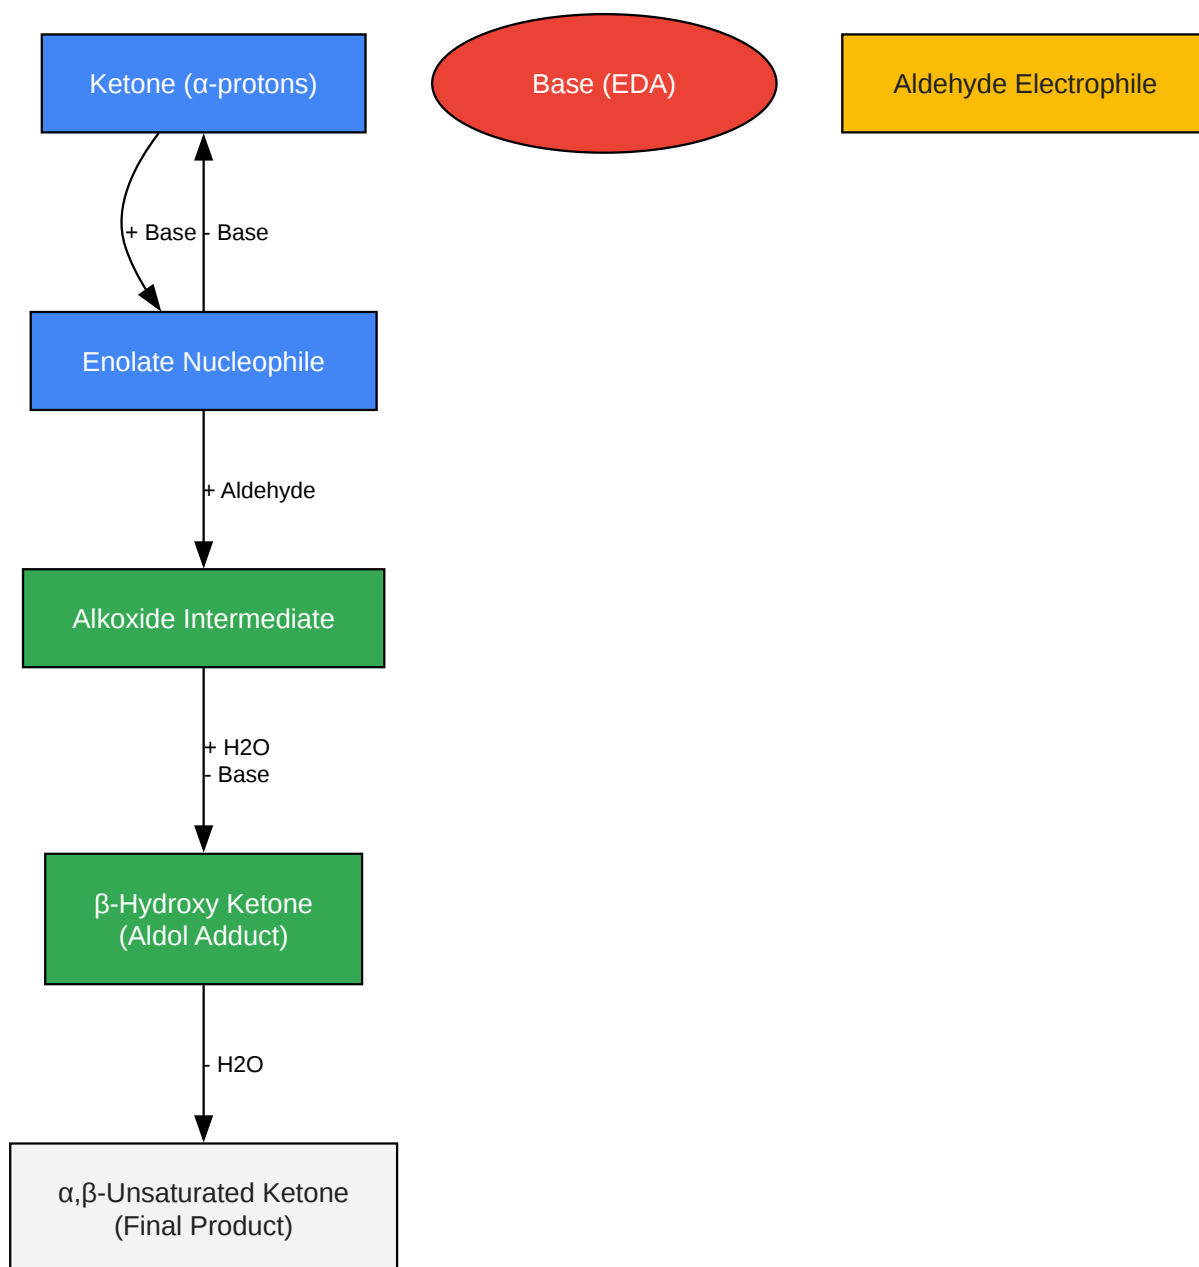 Ketone (α-protons)
Base (EDA)
Aldehyde Electrophile
+ Base
- Base
Enolate Nucleophile
+ Aldehyde
Alkoxide Intermediate
+ H2O
- Base
β-Hydroxy Ketone
(Aldol Adduct)
- H2O
α,β-Unsaturated Ketone
(Final Product)